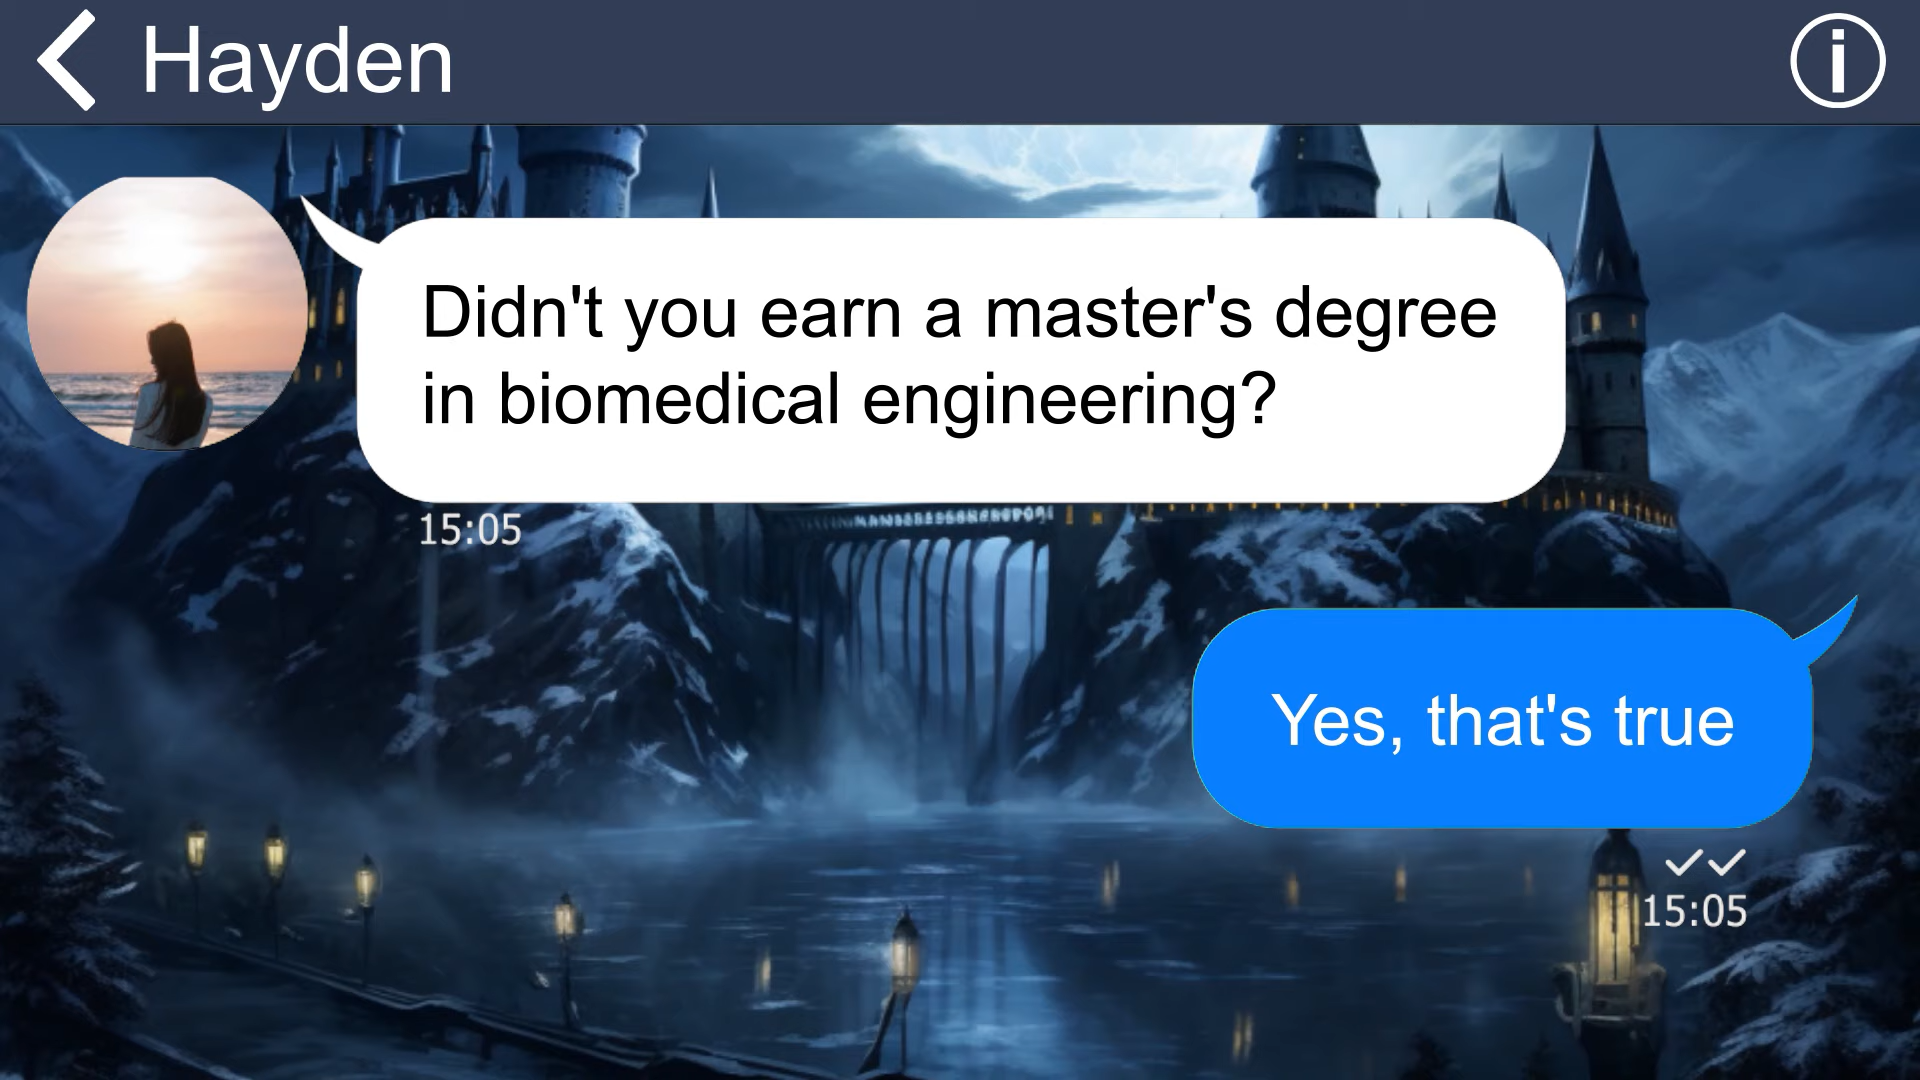 Hayden
Didn't you earn a master's degree
in biomedical engineering?
15:05
Yes, that's true
15:05